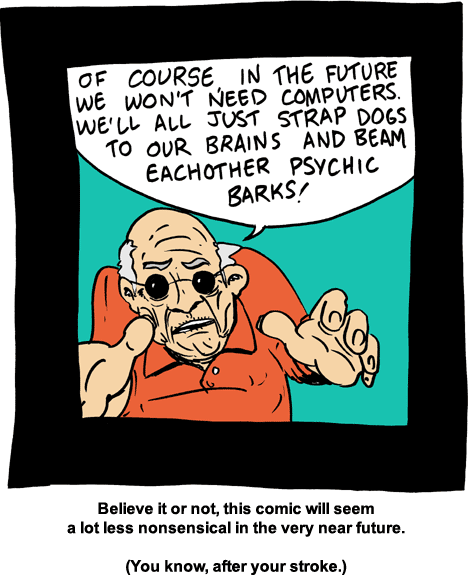 OF COURSE IN THE FUTURE
WE WON'T NEED COMPUTERS.
WE'LL ALL JUST STRAP DOGS
TO OUR BRAINS AND BEAM
EACHOTHER PSYCHIC
BARKS!
Believe it or not, this comic will seem
a lot less nonsensical in the very near future.
(You know, after your stroke.)